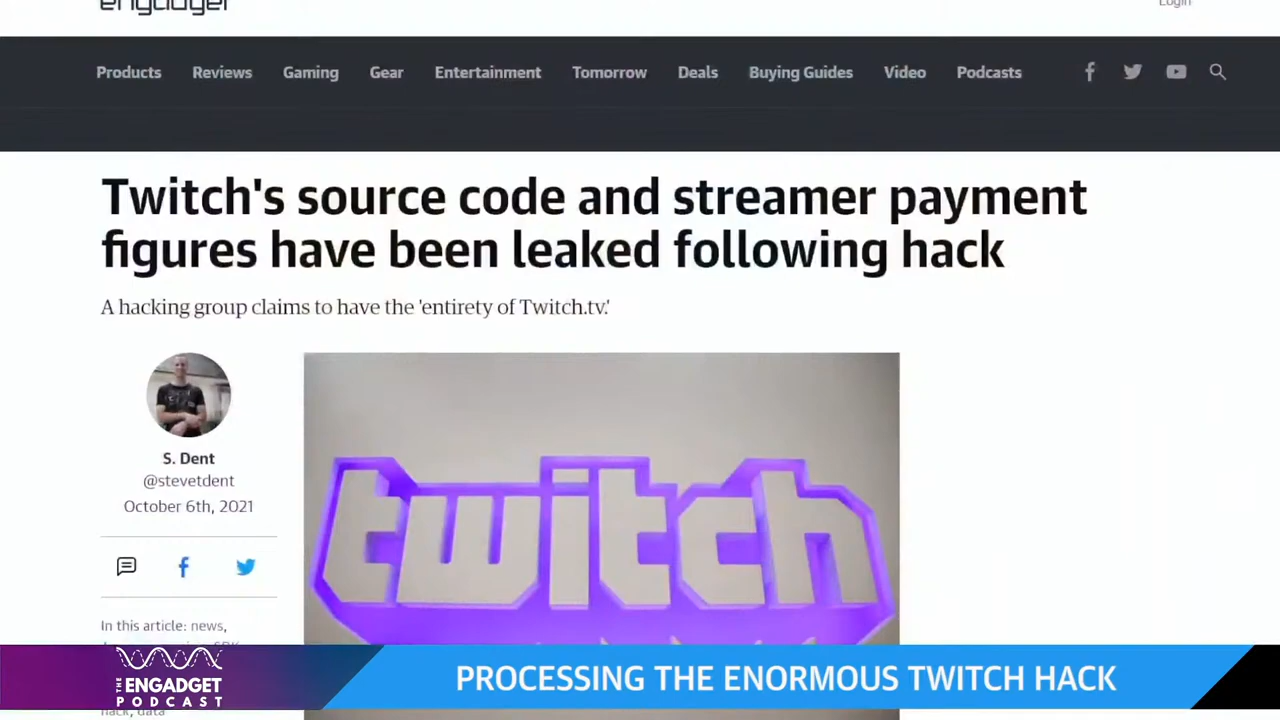 engadget
Login
Products Reviews Gaming Gear Entertainment Tomorrow Deals Buying Guides Video Podcasts
Twitch's source code and streamer payment
figures have been leaked following hack
A hacking group claims to have the 'entirety of Twitch.tv.'
S. Dent
@stevetdent
October 6th, 2021
twitch
In this article: news,
THE ENGADGET
PODCAST
PROCESSING THE ENORMOUS TWITCH HACK
hack, data